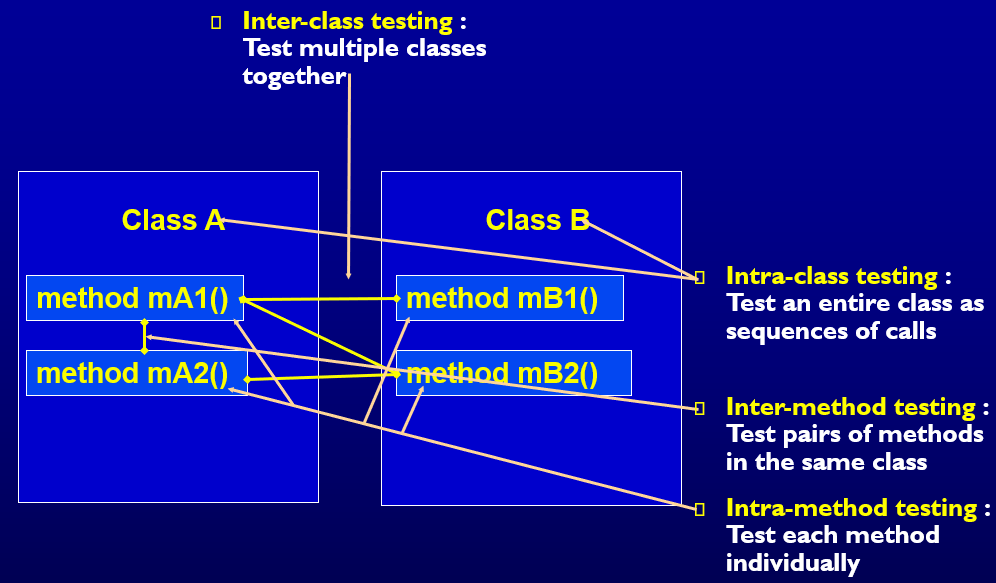 Inter-class testing :
Test multiple classes
together
Class A
Class B
method mA1()
method mB1()
method mA2()
method mB2()
Intra-class testing :
Test an entire class as
sequences of calls
Inter-method testing :
Test pairs of methods
in the same class
Intra-method testing :
Test each method
individually